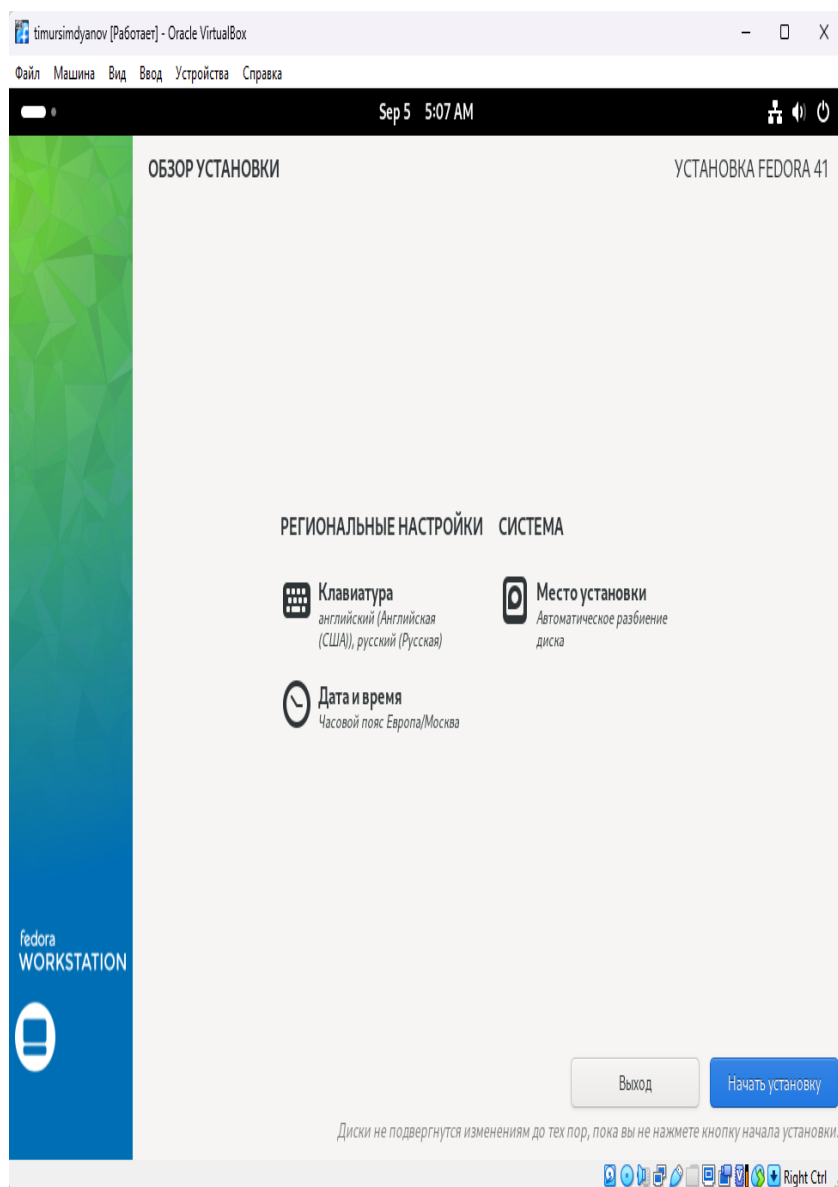 timursimdyanov [Работает] - Oracle VirtualBox
Файл Машина Вид Ввод Устройства Справка
Sep 5 5:07 AM
ОБЗОР УСТАНОВКИ
УСТАНОВКА FEDORA 41
РЕГИОНАЛЬНЫЕ НАСТРОЙКИ
Клавиатура
английский (Английская
(США)), русский (Русская)
Дата и время
Часовой пояс Европа/Москва
СИСТЕМА
Место установки
Автоматическое разбиение
диска
fedora
WORKSTATION
Выход
Начать установку
Диски не подвергнутся изменениям до тех пор, пока вы не нажмете кнопку начала установки.
Right Ctrl